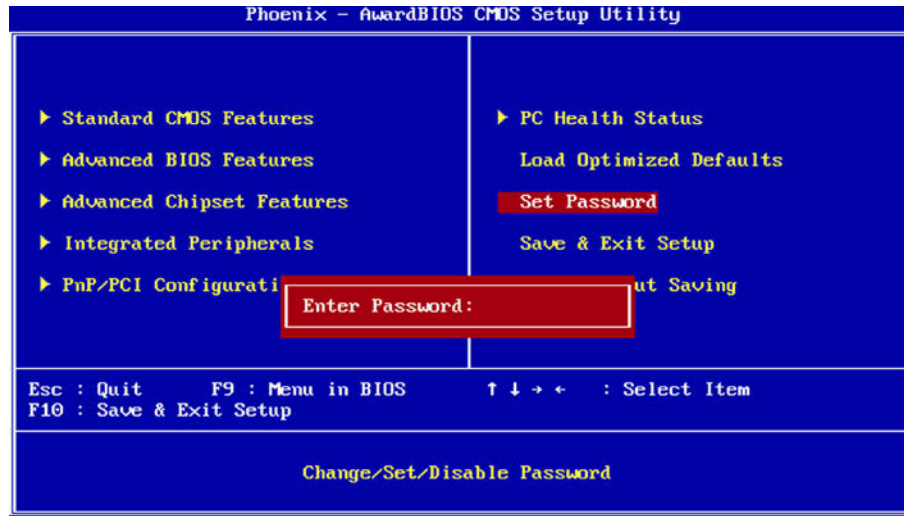 Phoenix - AwardBIOS CMOS Setup Utility
Standard CMOS Features
Advanced BIOS Features
Advanced Chipset Features
Integrated Peripherals
PnP/PCI Configurati
PC Health Status
Load Optimized Defaults
Set Password
Save & Exit Setup
ut Saving
Enter Password:
Esc : Quit F9 : Menu in BIOS ↑ ↓ → ← : Select Item
F10 : Save & Exit Setup
Change/Set/Disable Password